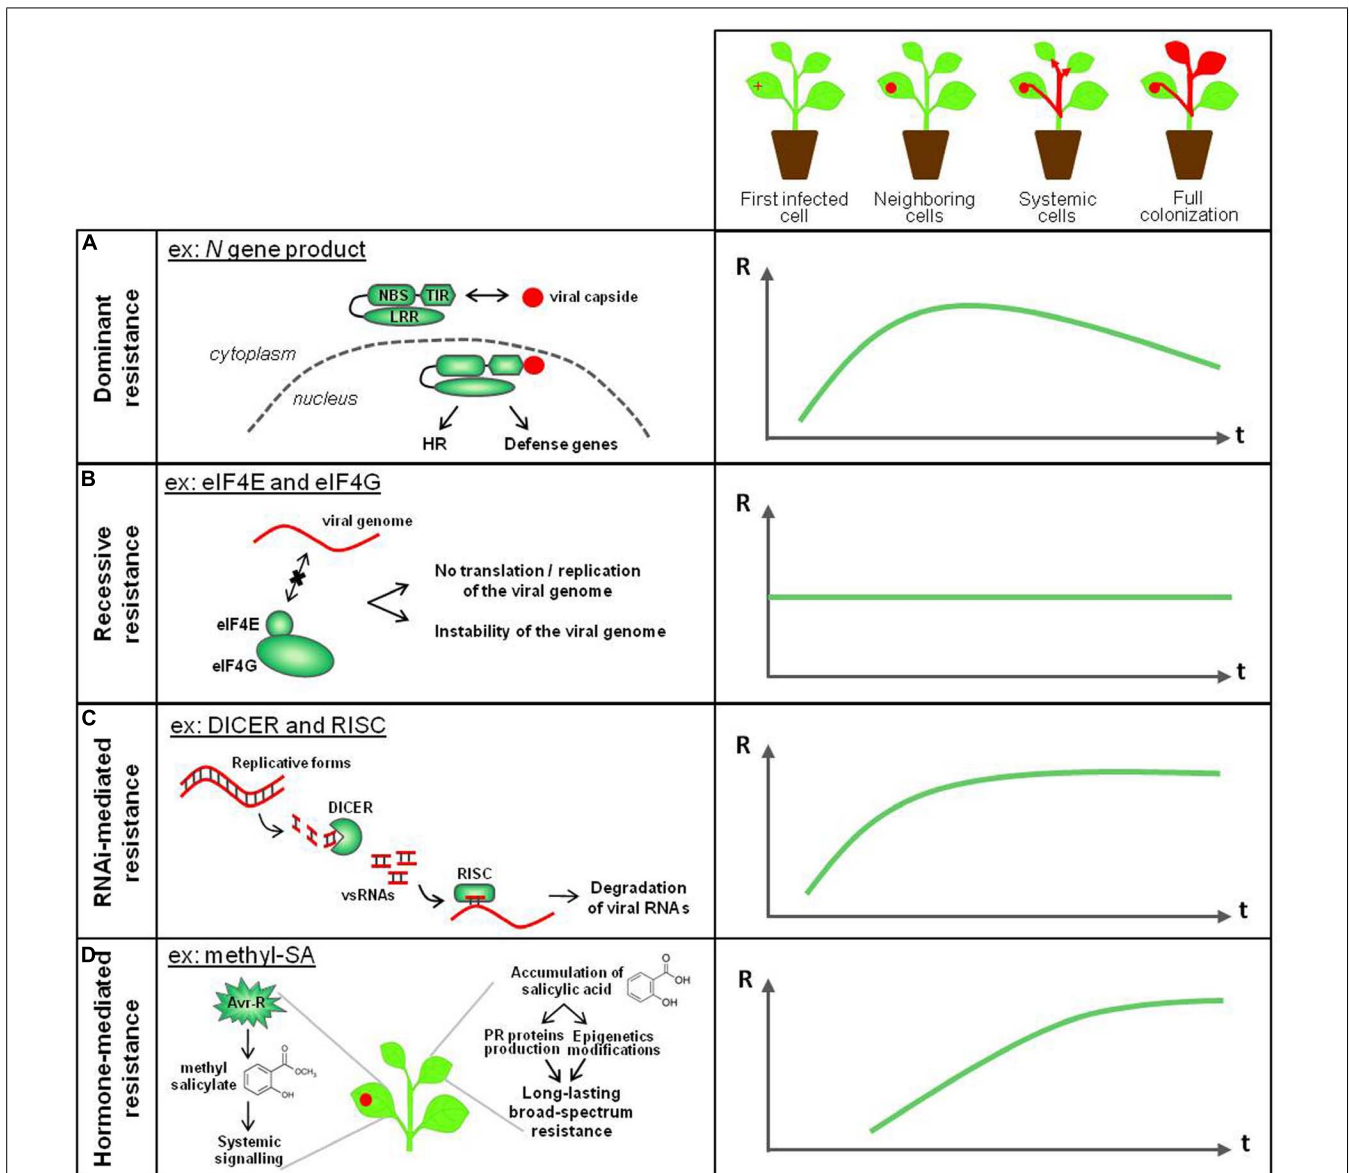 First infected
cell
Neighboring
cells
Systemic
cells
Full
colonization
A
Dominant
resistance
ex: N gene product
NBS
TIR
LRR
viral capside
cytoplasm
nucleus
HR
Defense genes
R
t
B
Recessive
resistance
ex: eIF4E and eIF4G
viral genome
eIF4E
eIF4G
No translation / replication
of the viral genome
Instability of the viral genome
R
t
C
RNAi-mediated
resistance
ex: DICER and RISC
Replicative forms
DICER
vsRNAs
RISC
Degradation
of viral RNAs
R
t
D
Hormone-mediated
resistance
ex: methyl-SA
Avr-R
methyl
salicylate
O
OCH3
OH
Systemic
signalling
Accumulation of
salicylic acid
O
OH
OH
PR proteins
production
Epigenetics
modifications
Long-lasting
broad-spectrum
resistance
R
t